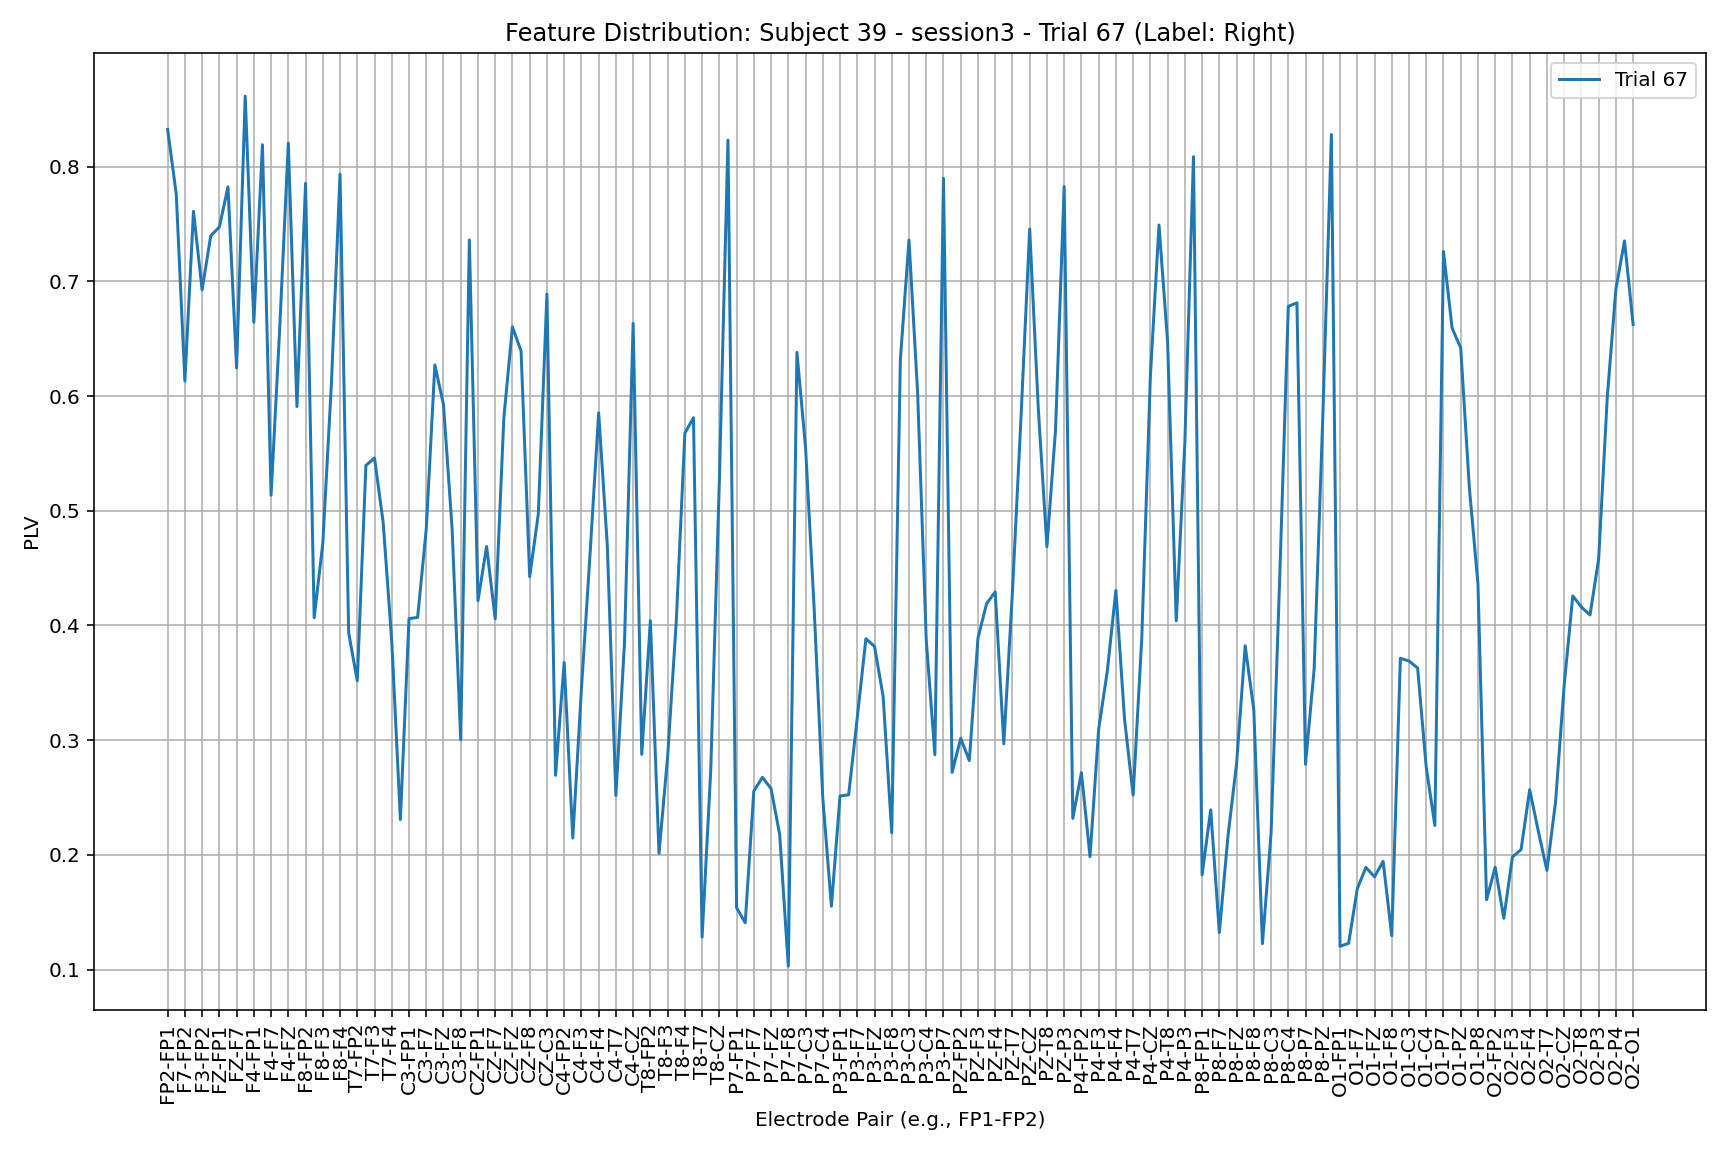 Feature Distribution: Subject 39 - session3 - Trial 67 (Label: Right)
Trial 67
PLV
0.8
0.7
0.6
0.5
0.4
0.3
0.2
0.1
FP2-FP1
F7-FP2
F3-FP2
FZ-FP1
FZ-F7
F4-FP1
F4-F7
F4-FZ
F8-FP2
F8-F3
F8-F4
T7-FP2
T7-F3
T7-F4
C3-FP1
C3-F7
C3-FZ
C3-F8
CZ-FP1
CZ-F7
CZ-FZ
CZ-F8
CZ-C3
C4-FP2
C4-F3
C4-F4
C4-T7
C4-CZ
T8-FP2
T8-F3
T8-F4
T8-T7
T8-CZ
P7-FP1
P7-F7
P7-FZ
P7-F8
P7-C3
P7-C4
P3-FP1
P3-F7
P3-FZ
P3-F8
P3-C3
P3-C4
P3-P7
PZ-FP2
PZ-F3
PZ-F4
PZ-T7
PZ-CZ
PZ-T8
PZ-P3
P4-FP2
P4-F3
P4-F4
P4-T7
P4-CZ
P4-T8
P4-P3
P8-FP1
P8-F7
P8-FZ
P8-F8
P8-C3
P8-C4
P8-P7
P8-PZ
O1-FP1
O1-F7
O1-FZ
O1-F8
O1-C3
O1-C4
O1-P7
O1-PZ
O1-P8
O2-FP2
O2-F3
O2-F4
O2-T7
O2-CZ
O2-T8
O2-P3
O2-P4
O2-O1
Electrode Pair (e.g., FP1-FP2)